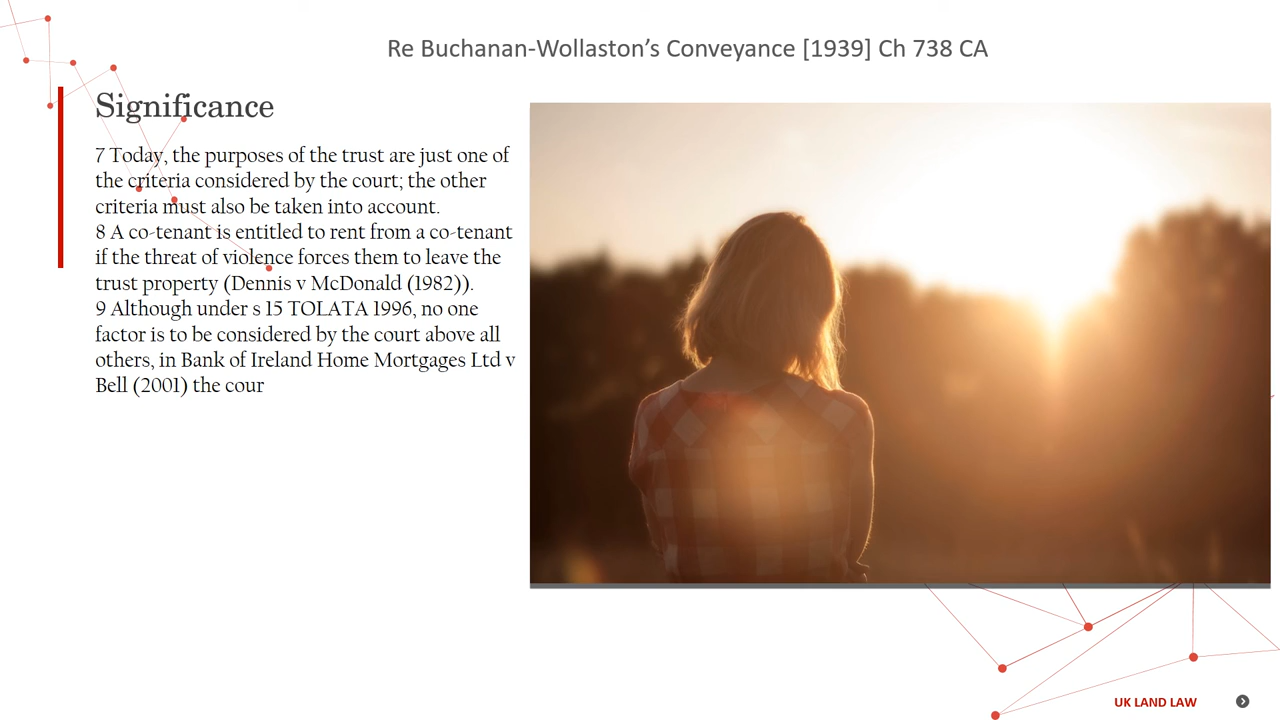 Re Buchanan-Wollaston’s Conveyance [1939] Ch 738 CA
Significance
7 Today, the purposes of the trust are just one of
the criteria considered by the court; the other
criteria must also be taken into account.
8 A co-tenant is entitled to rent from a co-tenant
if the threat of violence forces them to leave the
trust property (Dennis v McDonald (1982)).
9 Although under s 15 TOLATA 1996, no one
factor is to be considered by the court above all
others, in Bank of Ireland Home Mortgages Ltd v
Bell (2001) the cour
UK LAND LAW